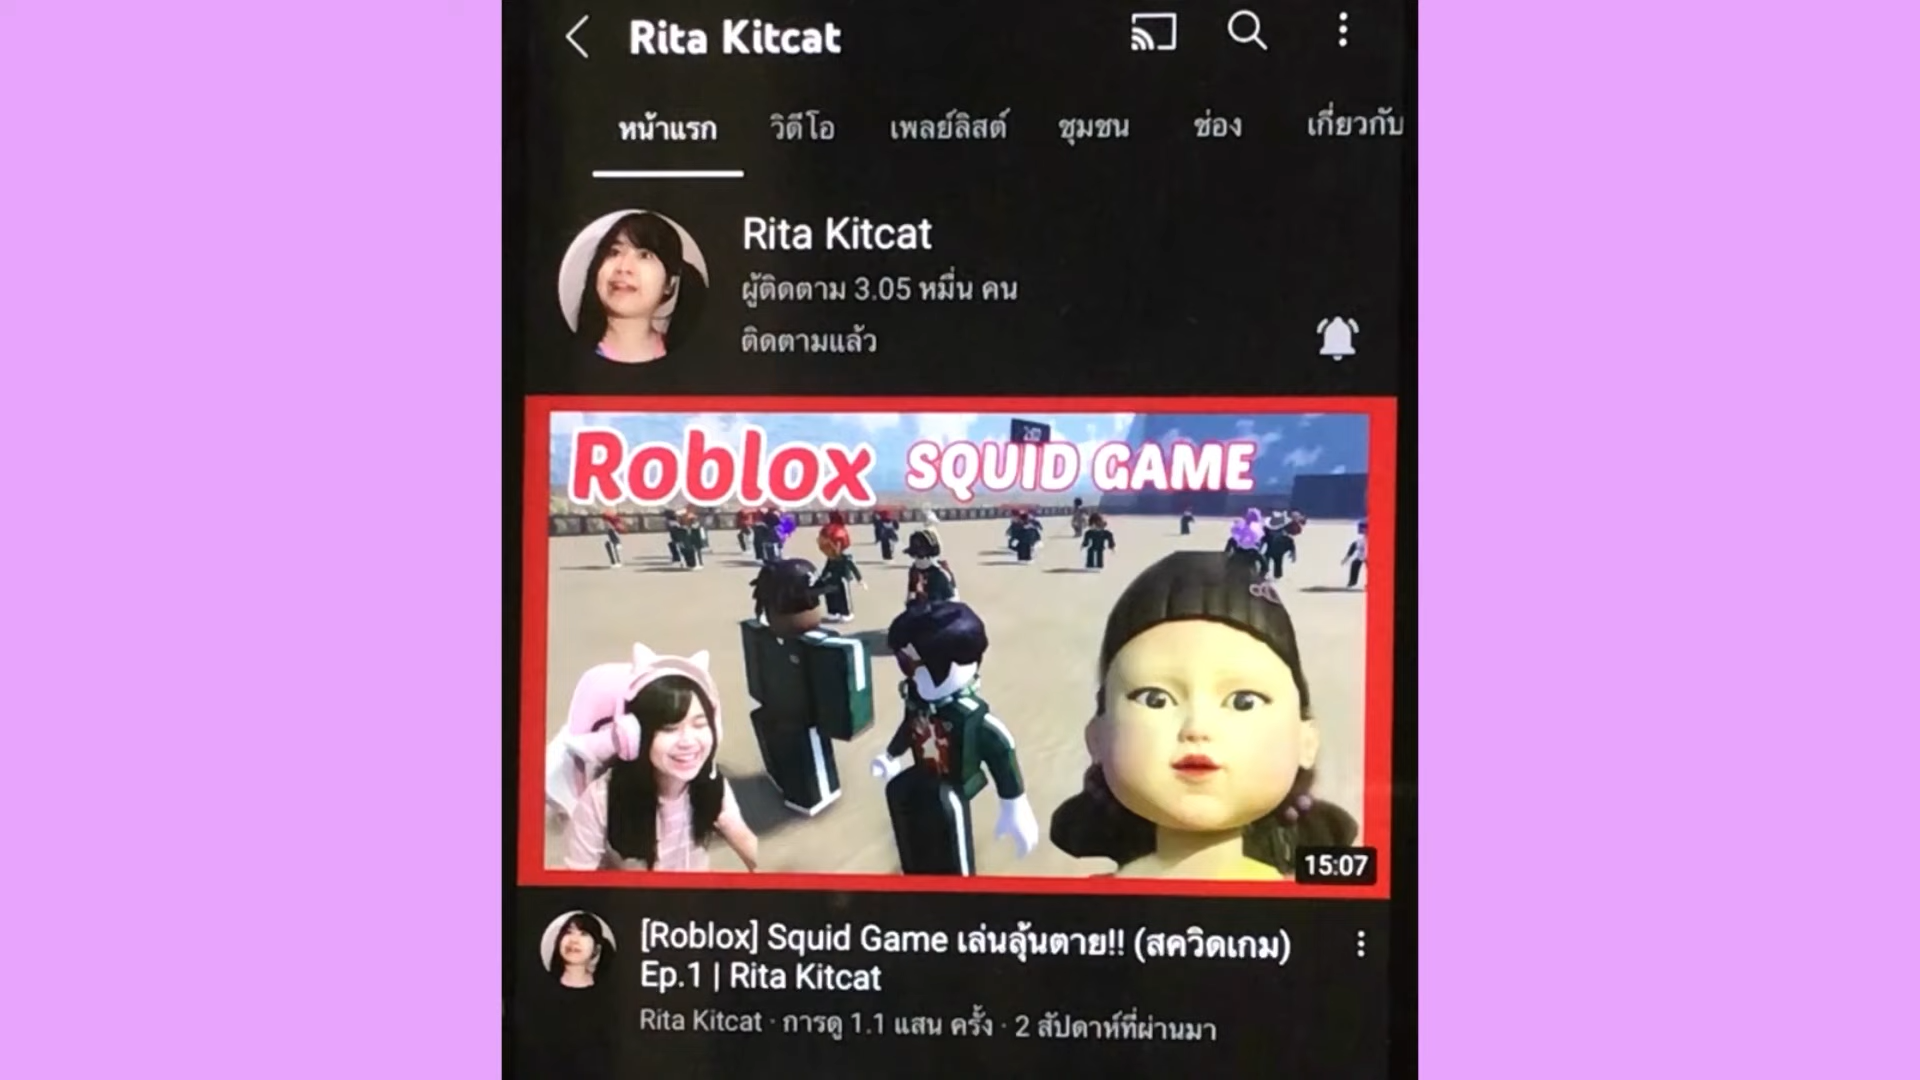 Rita Kitcat
หน้าแรก วิดีโอ เพลย์ลิสต์ ชุมชน ช่อง เกี่ยวกับ
Rita Kitcat
ผู้ติดตาม 3.05 หมื่น คน
ติดตามแล้ว
2:03
Roblox SQUID GAME
15:07
[Roblox] Squid Game เล่นลุ้นตาย!! (สควิดเกม)
Ep.1 | Rita Kitcat
Rita Kitcat · การดู 1.1 แสน ครั้ง · 2 สัปดาห์ที่ผ่านมา